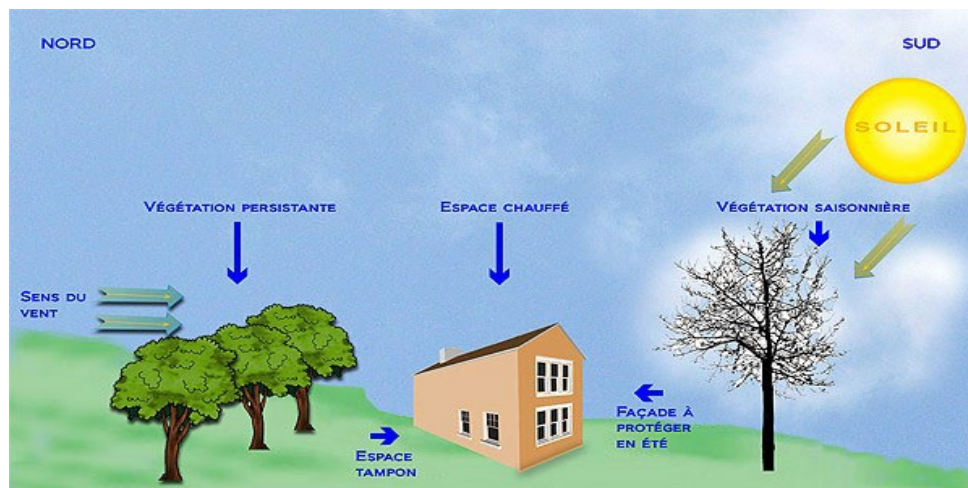 NORD
SUD
SOLEIL
VÉGÉTATION PERSISTANTE
ESPACE CHAUFFÉ
VÉGÉTATION SAISONNIÈRE
SENS DU
VENT
FAÇADE À
PROTÉGER
EN ÉTÉ
ESPACE
TAMPON